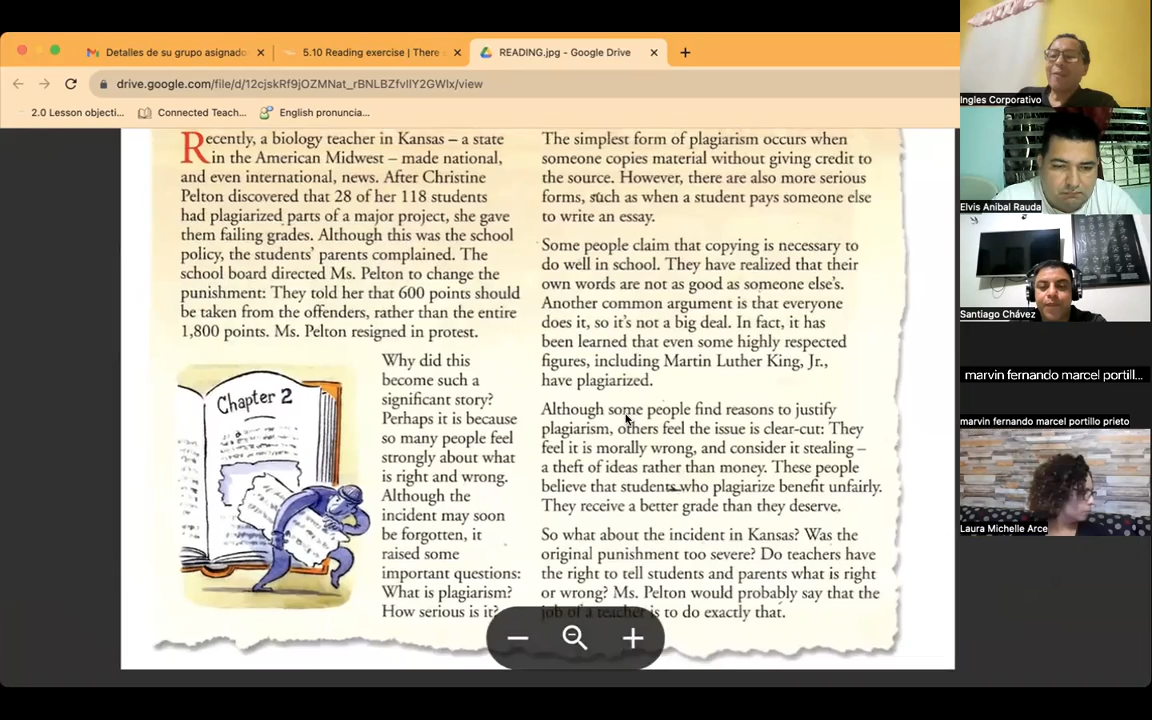 Detalles de su grupo asignado
5.10 Reading exercise | There
READING.jpg - Google Drive
drive.google.com/file/d/12cjskRf9jOZMNat_rBNLBZfvIlY2GWlx/view
2.0 Lesson objecti...
Connected Teach...
English pronuncia...
Recently, a biology teacher in Kansas – a state
in the American Midwest – made national,
and even international, news. After Christine
Pelton discovered that 28 of her 118 students
had plagiarized parts of a major project, she gave
them failing grades. Although this was the school
policy, the students' parents complained. The
school board directed Ms. Pelton to change the
punishment: They told her that 600 points should
be taken from the offenders, rather than the entire
1,800 points. Ms. Pelton resigned in protest.
Chapter 2
Why did this
become such a
significant story?
Perhaps it is because
so many people feel
strongly about what
is right and wrong.
Although the
incident may soon
be forgotten, it
raised some
important questions:
What is plagiarism?
How serious is it?
The simplest form of plagiarism occurs when
someone copies material without giving credit to
the source. However, there are also more serious
forms, such as when a student pays someone else
to write an essay.
Some people claim that copying is necessary to
do well in school. They have realized that their
own words are not as good as someone else's.
Another common argument is that everyone
does it, so it's not a big deal. In fact, it has
been learned that even some highly respected
figures, including Martin Luther King, Jr.,
have plagiarized.
Although some people find reasons to justify
plagiarism, others feel the issue is clear-cut: They
feel it is morally wrong, and consider it stealing –
a theft of ideas rather than money. These people
believe that students who plagiarize benefit unfairly.
They receive a better grade than they deserve.
So what about the incident in Kansas? Was the
original punishment too severe? Do teachers have
the right to tell students and parents what is right
or wrong? Ms. Pelton would probably say that the
job of a teacher is to do exactly that.
Ingles Corporativo
Elvis Anibal Rauda
Santiago Chávez
marvin fernando marcel portill...
marvin fernando marcel portillo prieto
Laura Michelle Arce